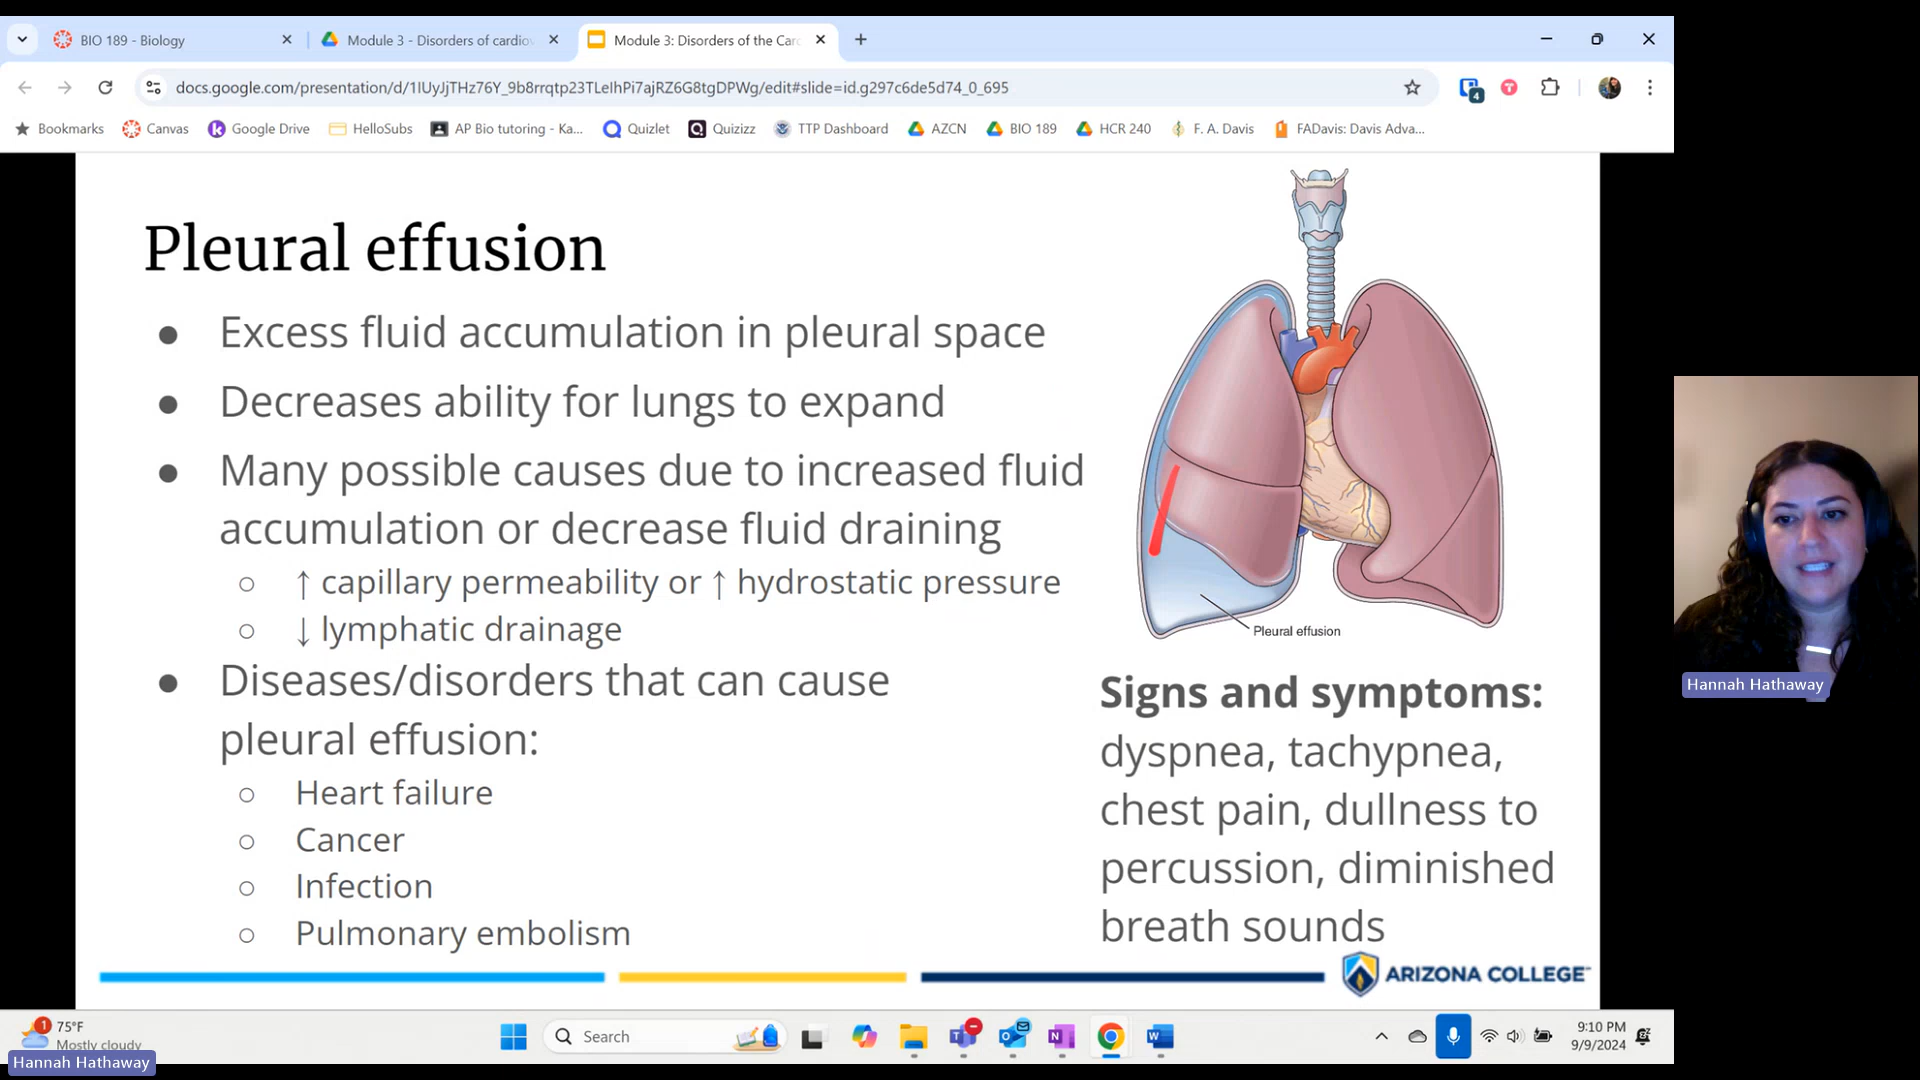 BIO 189 - Biology
Module 3 - Disorders of cardiov
Module 3: Disorders of the Car
docs.google.com/presentation/d/1IUyJjTHz76Y_9b8rrqtp23TLeIhPi7ajRZ6G8tgDPWg/edit#slide=id.g297c6de5d74_0_695
4
T
Bookmarks
Canvas
Google Drive
HelloSubs
AP Bio tutoring - Ka...
Quizlet
Quizizz
TTP Dashboard
AZCN
BIO 189
HCR 240
F. A. Davis
FADavis: Davis Adva...
Pleural effusion
● Excess fluid accumulation in pleural space
● Decreases ability for lungs to expand
● Many possible causes due to increased fluid
accumulation or decrease fluid draining
○ ↑ capillary permeability or ↑ hydrostatic pressure
○ ↓ lymphatic drainage
● Diseases/disorders that can cause
pleural effusion:
○ Heart failure
○ Cancer
○ Infection
○ Pulmonary embolism
Pleural effusion
Signs and symptoms:
dyspnea, tachypnea,
chest pain, dullness to
percussion, diminished
breath sounds
ARIZONA COLLEGE
Hannah Hathaway
1
75°F
Mostly cloudy
Hannah Hathaway
Search
9:10 PM
9/9/2024